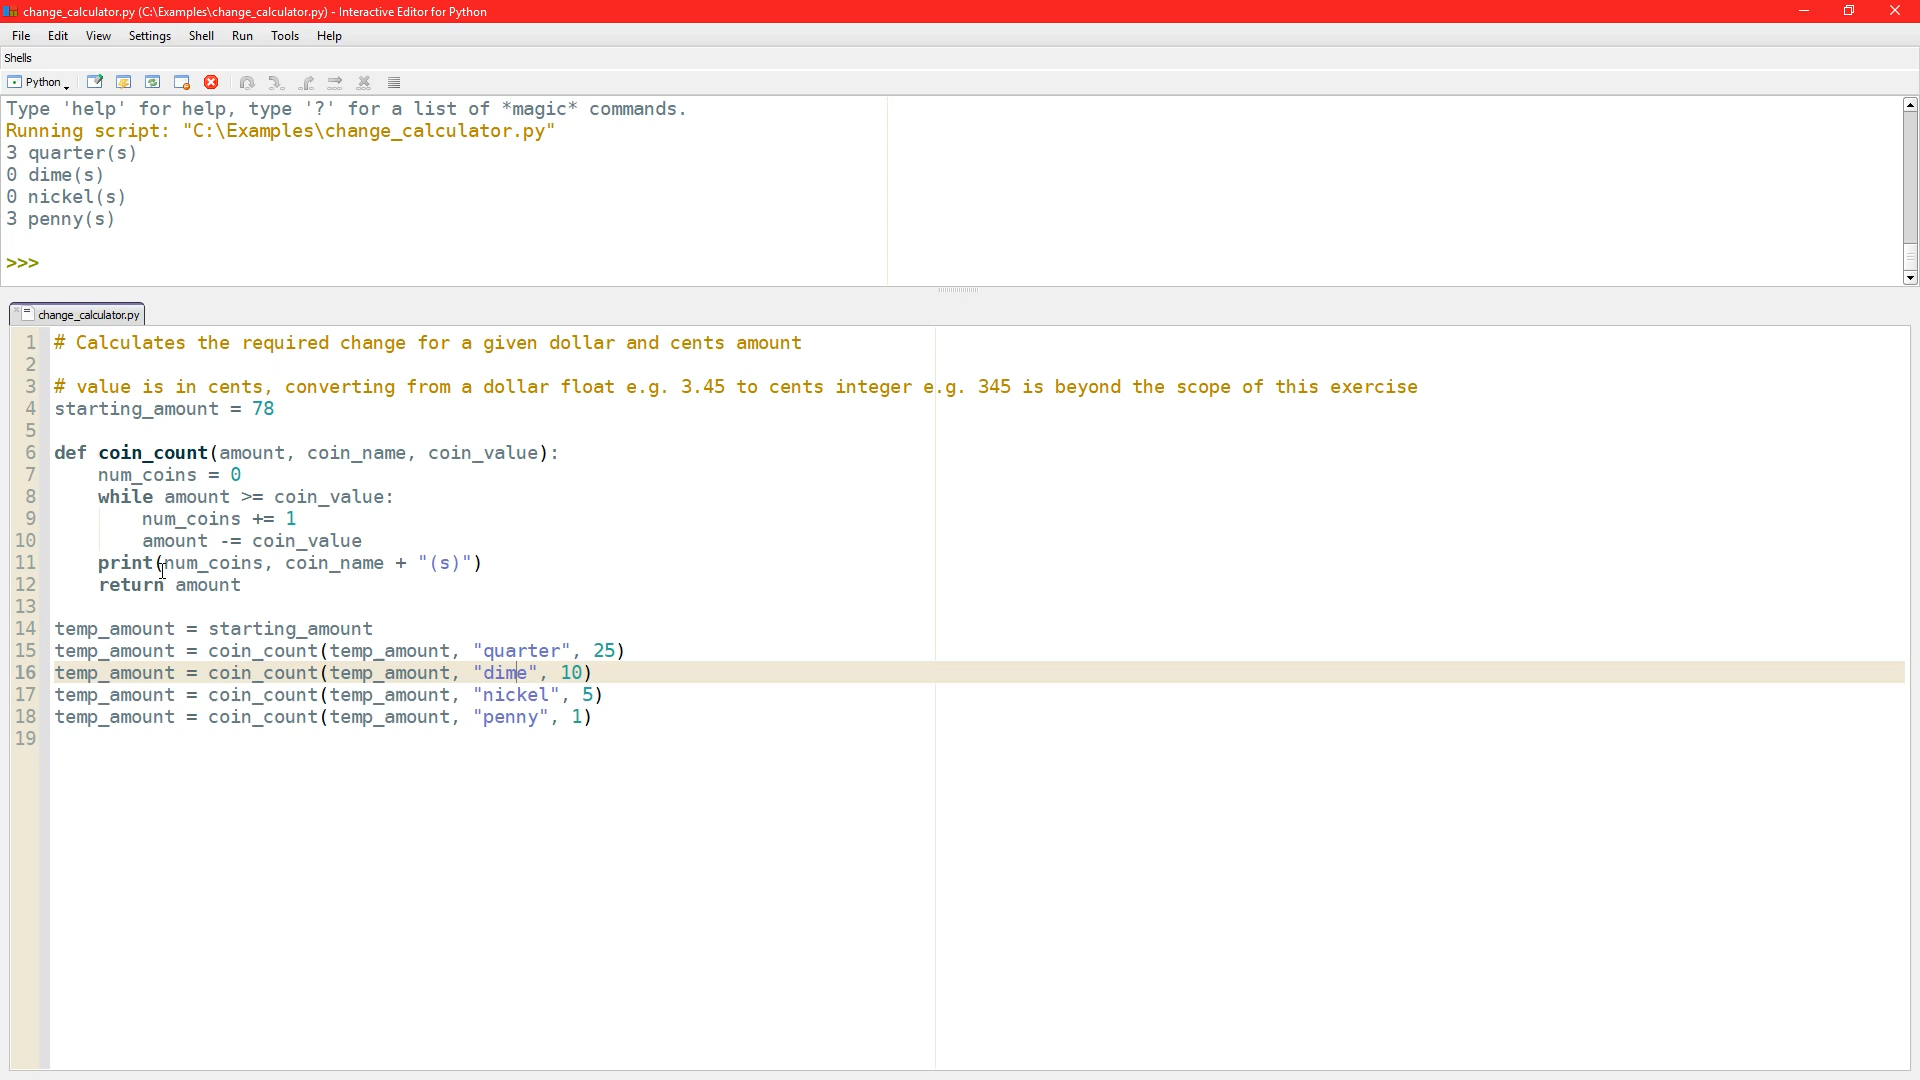 change_calculator.py (C:\Examples\change_calculator.py) - Interactive Editor for Python
File Edit View Settings Shell Run Tools Help
Shells
Python
Type 'help' for help, type '?' for a list of *magic* commands.
Running script: "C:\Examples\change_calculator.py"
3 quarter(s)
0 dime(s)
0 nickel(s)
3 penny(s)
>>>
change_calculator.py
1 # Calculates the required change for a given dollar and cents amount
2
3 # value is in cents, converting from a dollar float e.g. 3.45 to cents integer e.g. 345 is beyond the scope of this exercise
4 starting_amount = 78
5
6 def coin_count(amount, coin_name, coin_value):
7     num_coins = 0
8     while amount >= coin_value:
9         num_coins += 1
10         amount -= coin_value
11     print(num_coins, coin_name + "(s)")
12     return amount
13
14 temp_amount = starting_amount
15 temp_amount = coin_count(temp_amount, "quarter", 25)
16 temp_amount = coin_count(temp_amount, "dime", 10)
17 temp_amount = coin_count(temp_amount, "nickel", 5)
18 temp_amount = coin_count(temp_amount, "penny", 1)
19